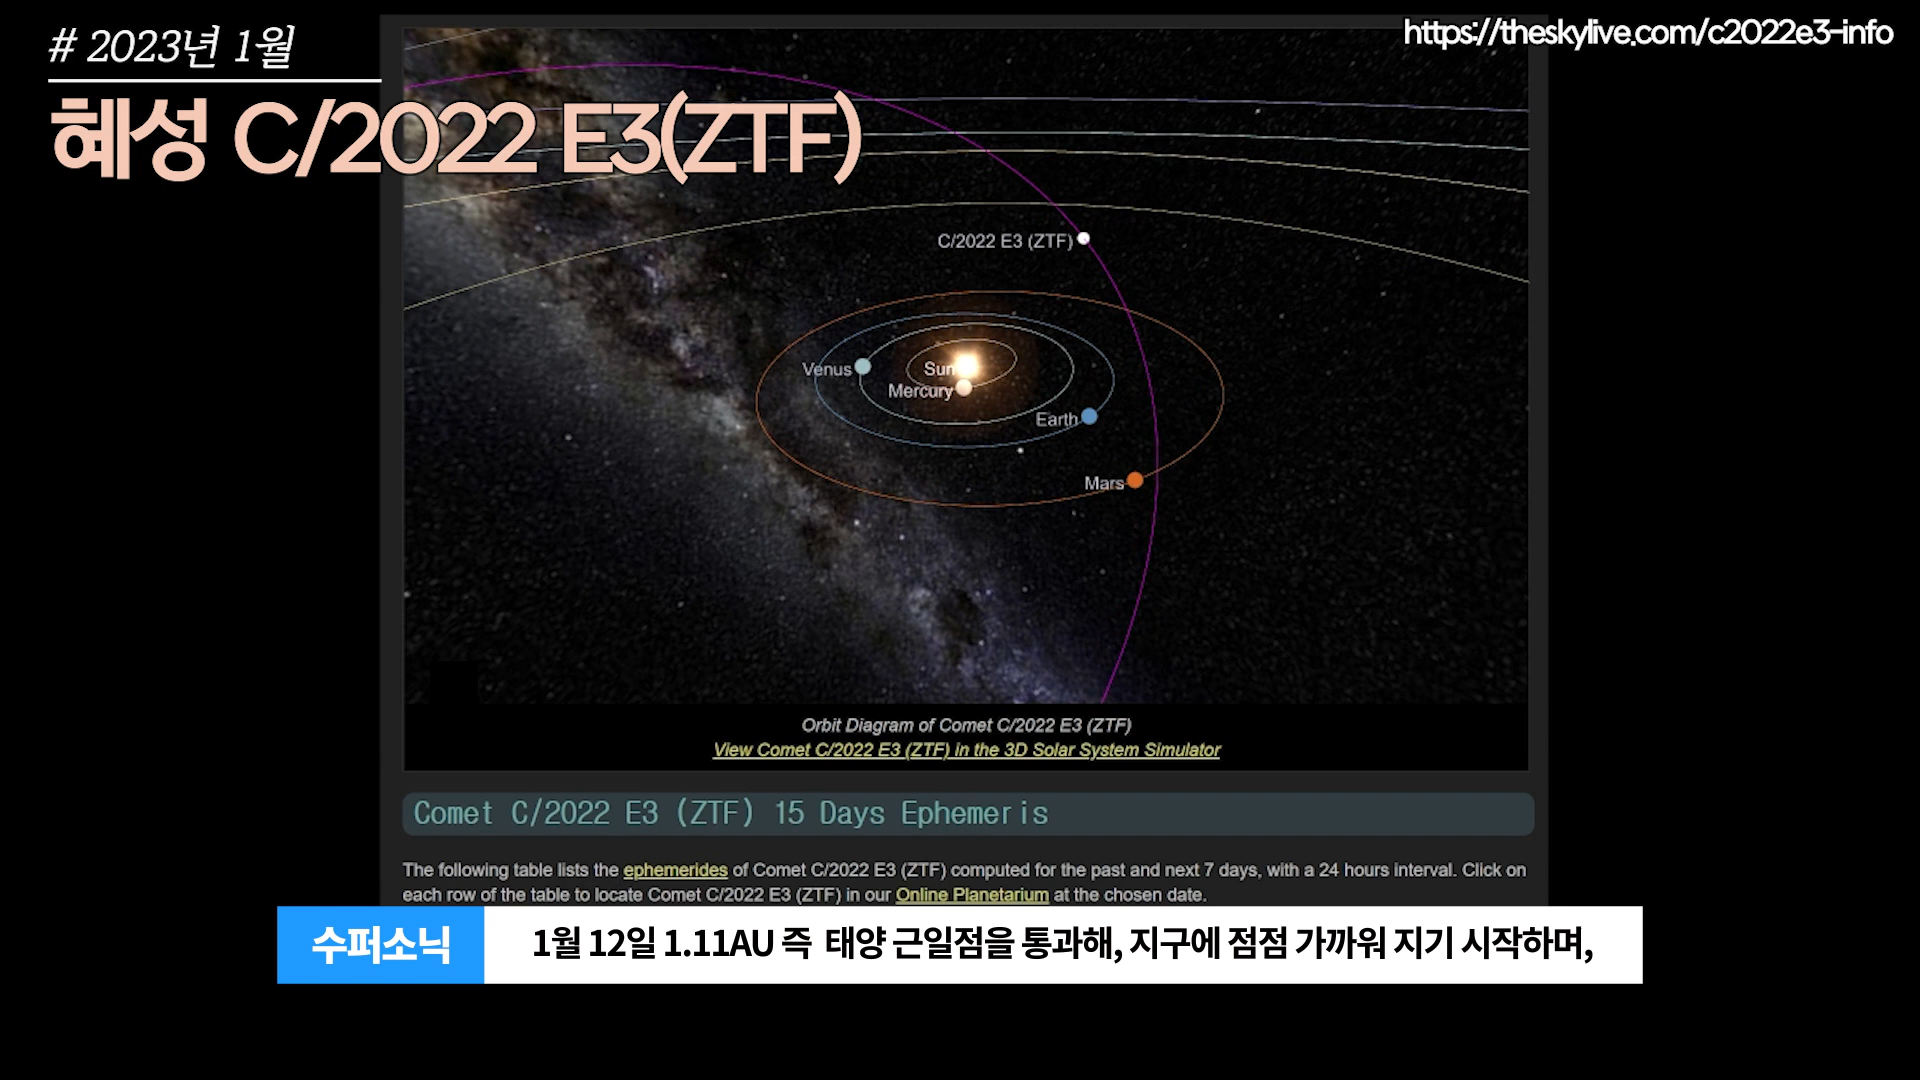 # 2023년 1월
https://theskylive.com/c2022e3-info
혜성 C/2022 E3(ZTF)
C/2022 E3 (ZTF)
Venus
Sun
Mercury
Earth
Mars
Orbit Diagram of Comet C/2022 E3 (ZTF)
View Comet C/2022 E3 (ZTF) in the 3D Solar System Simulator
Comet C/2022 E3 (ZTF) 15 Days Ephemeris
The following table lists the ephemerides of Comet C/2022 E3 (ZTF) computed for the past and next 7 days, with a 24 hours interval. Click on
each row of the table to locate Comet C/2022 E3 (ZTF) in our Online Planetarium at the chosen date.
수퍼소닉
1월 12일 1.11AU 즉 태양 근일점을 통과해, 지구에 점점 가까워 지기 시작하며,